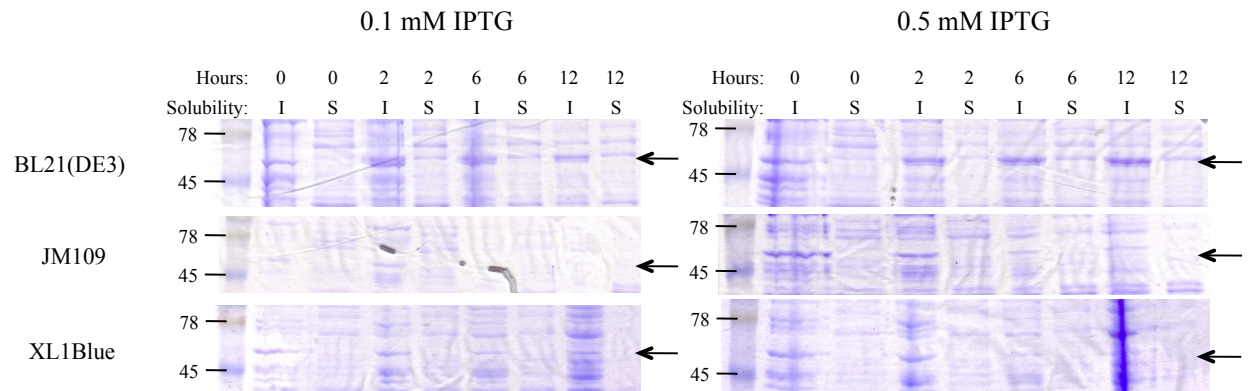 0.1 mM IPTG 0.5 mM IPTG
Hours: 0 0 2 2 6 6 12 12 Hours: 0 0 2 2 6 6 12 12
Solubility: I S I S I S I S Solubility: I S I S I S I S
BL21(DE3) 78 78
45 45
JM109 78 78
45 45
XL1Blue 78 78
45 45